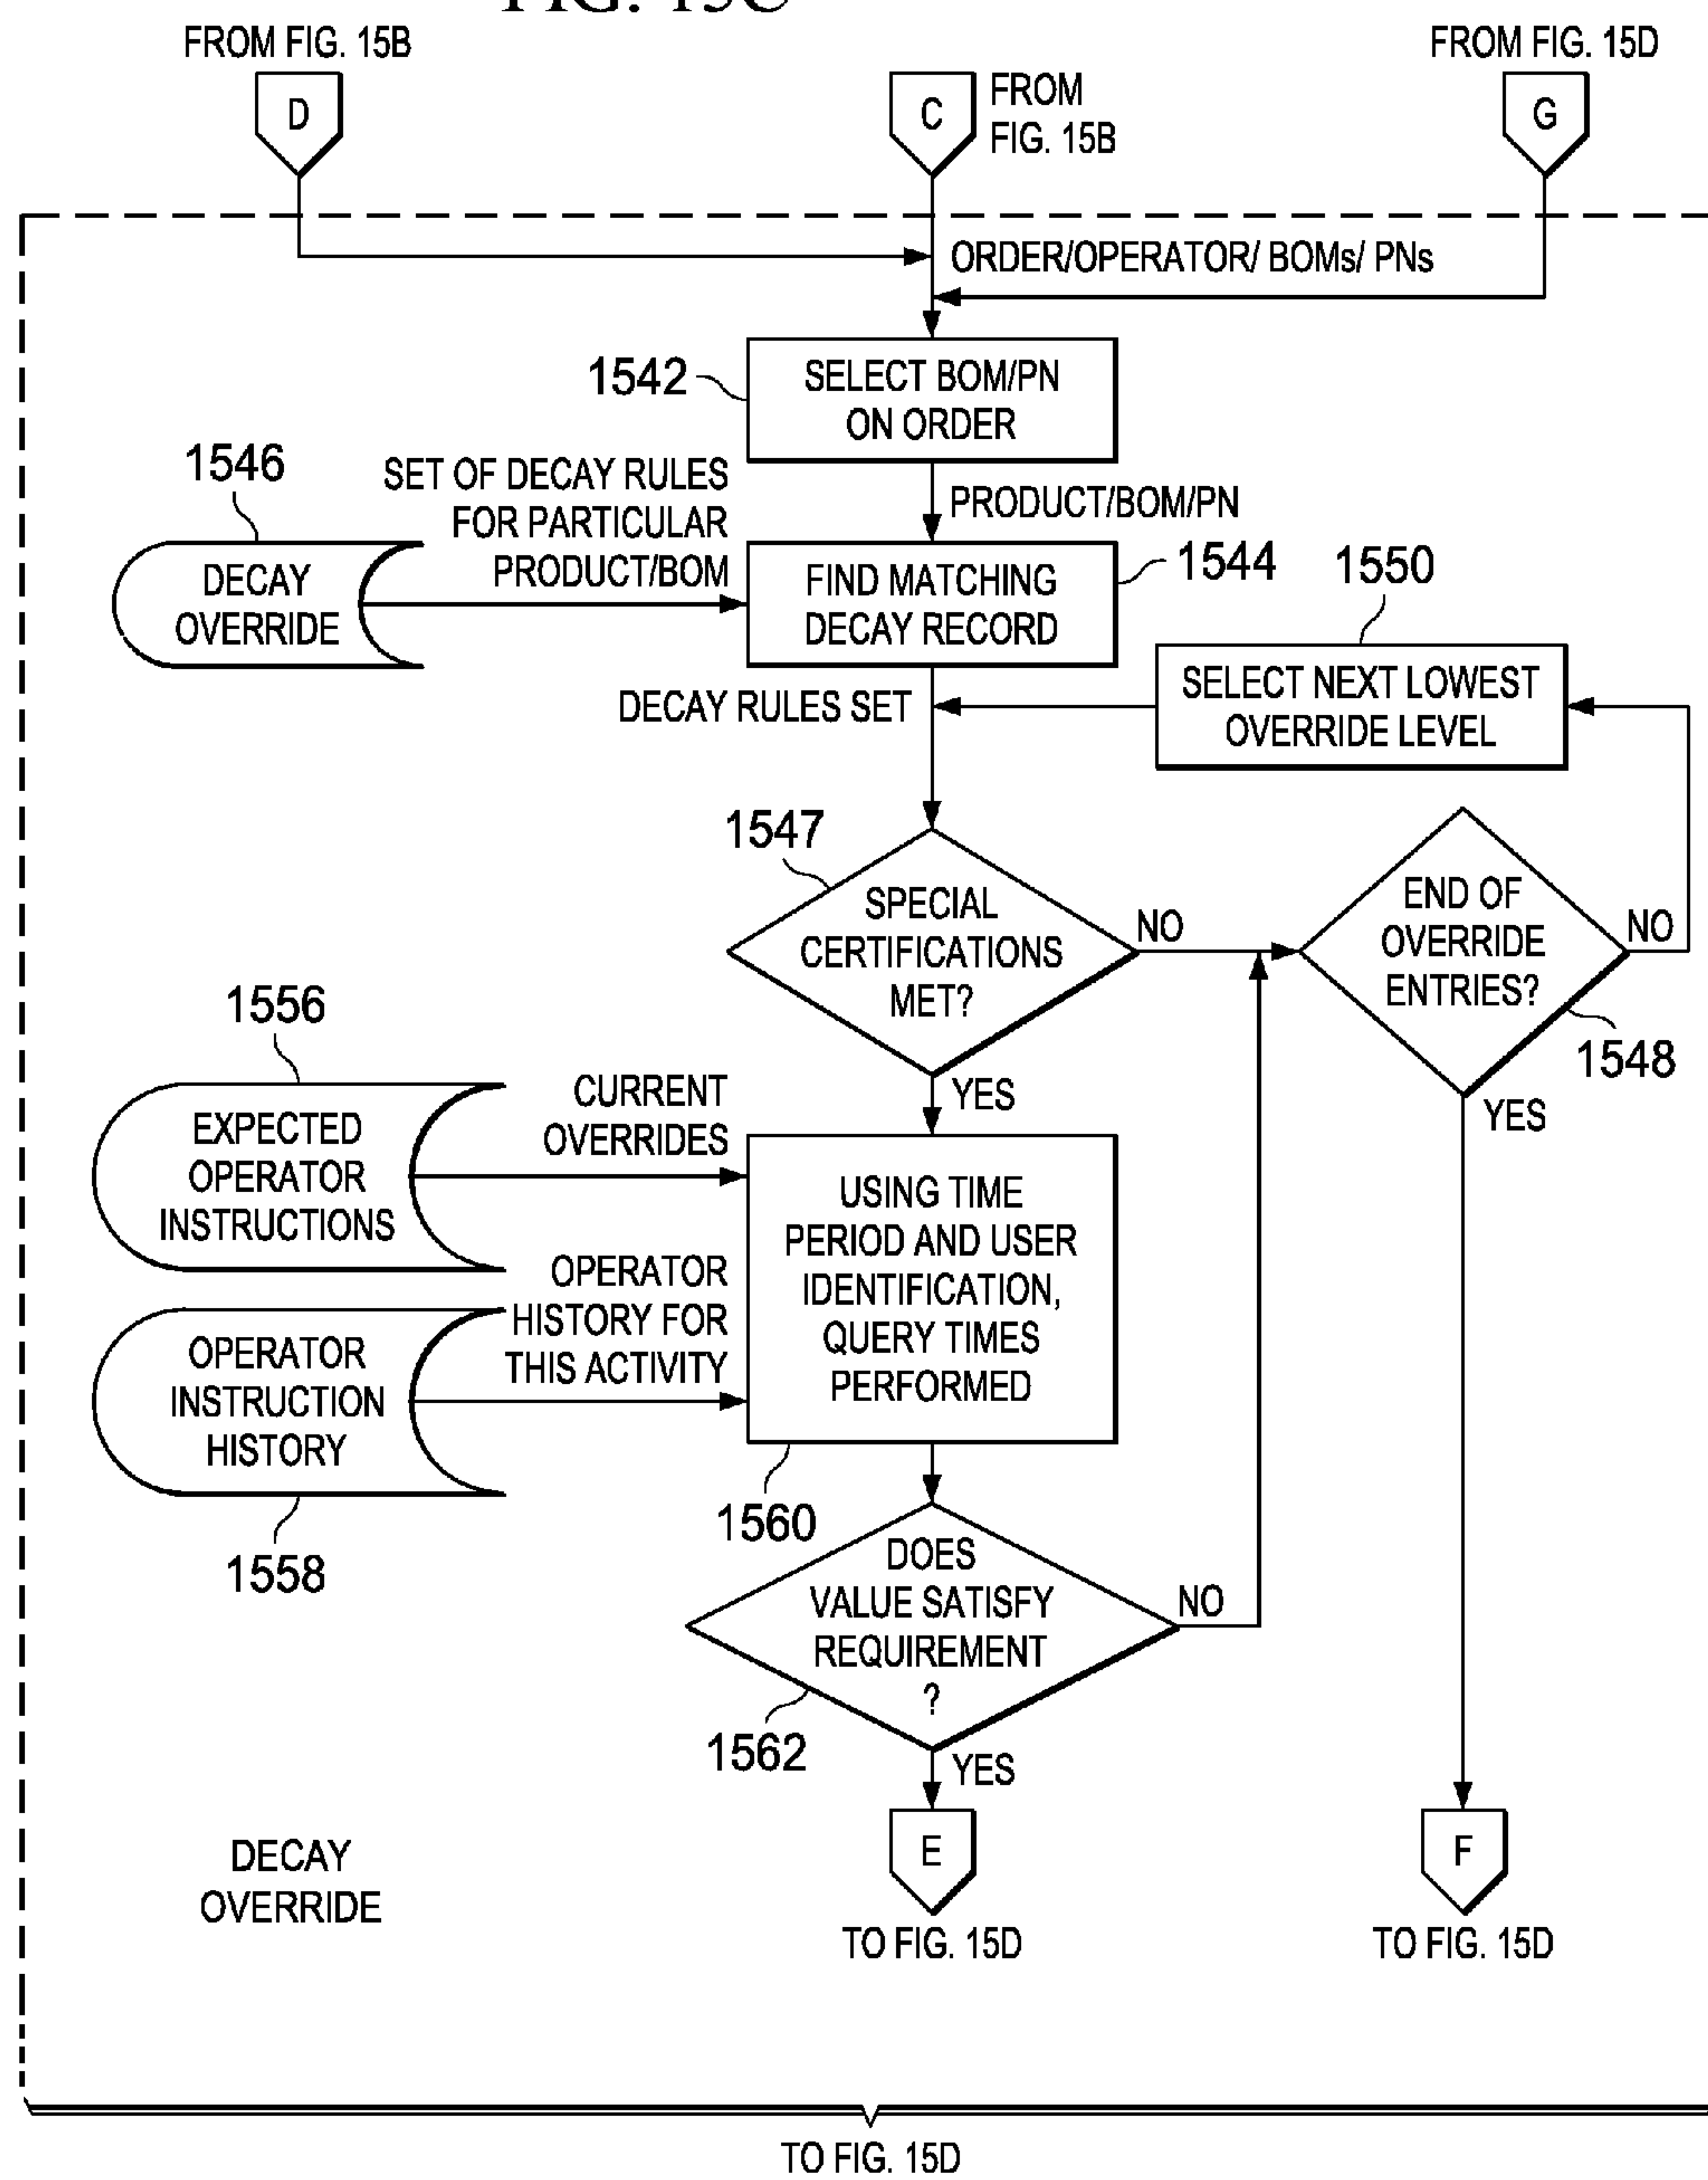 FIG. 15C
FROM FIG. 15B
D
C
FROM
FIG. 15B
FROM FIG. 15D
G
ORDER/OPERATOR/ BOMs/ PNs
1542
SELECT BOM/PN
ON ORDER
PRODUCT/BOM/PN
1546
DECAY
OVERRIDE
SET OF DECAY RULES
FOR PARTICULAR
PRODUCT/BOM
FIND MATCHING
DECAY RECORD
1544
1550
SELECT NEXT LOWEST
OVERRIDE LEVEL
DECAY RULES SET
1547
SPECIAL
CERTIFICATIONS
MET?
NO
YES
END OF
OVERRIDE
ENTRIES?
NO
1548
YES
1556
EXPECTED
OPERATOR
INSTRUCTIONS
CURRENT
OVERRIDES
OPERATOR
INSTRUCTION
HISTORY
1558
OPERATOR
HISTORY FOR
THIS ACTIVITY
USING TIME
PERIOD AND USER
IDENTIFICATION,
QUERY TIMES
PERFORMED
1560
DOES
VALUE SATISFY
REQUIREMENT
?
NO
1562
YES
E
TO FIG. 15D
F
TO FIG. 15D
DECAY
OVERRIDE
TO FIG. 15D